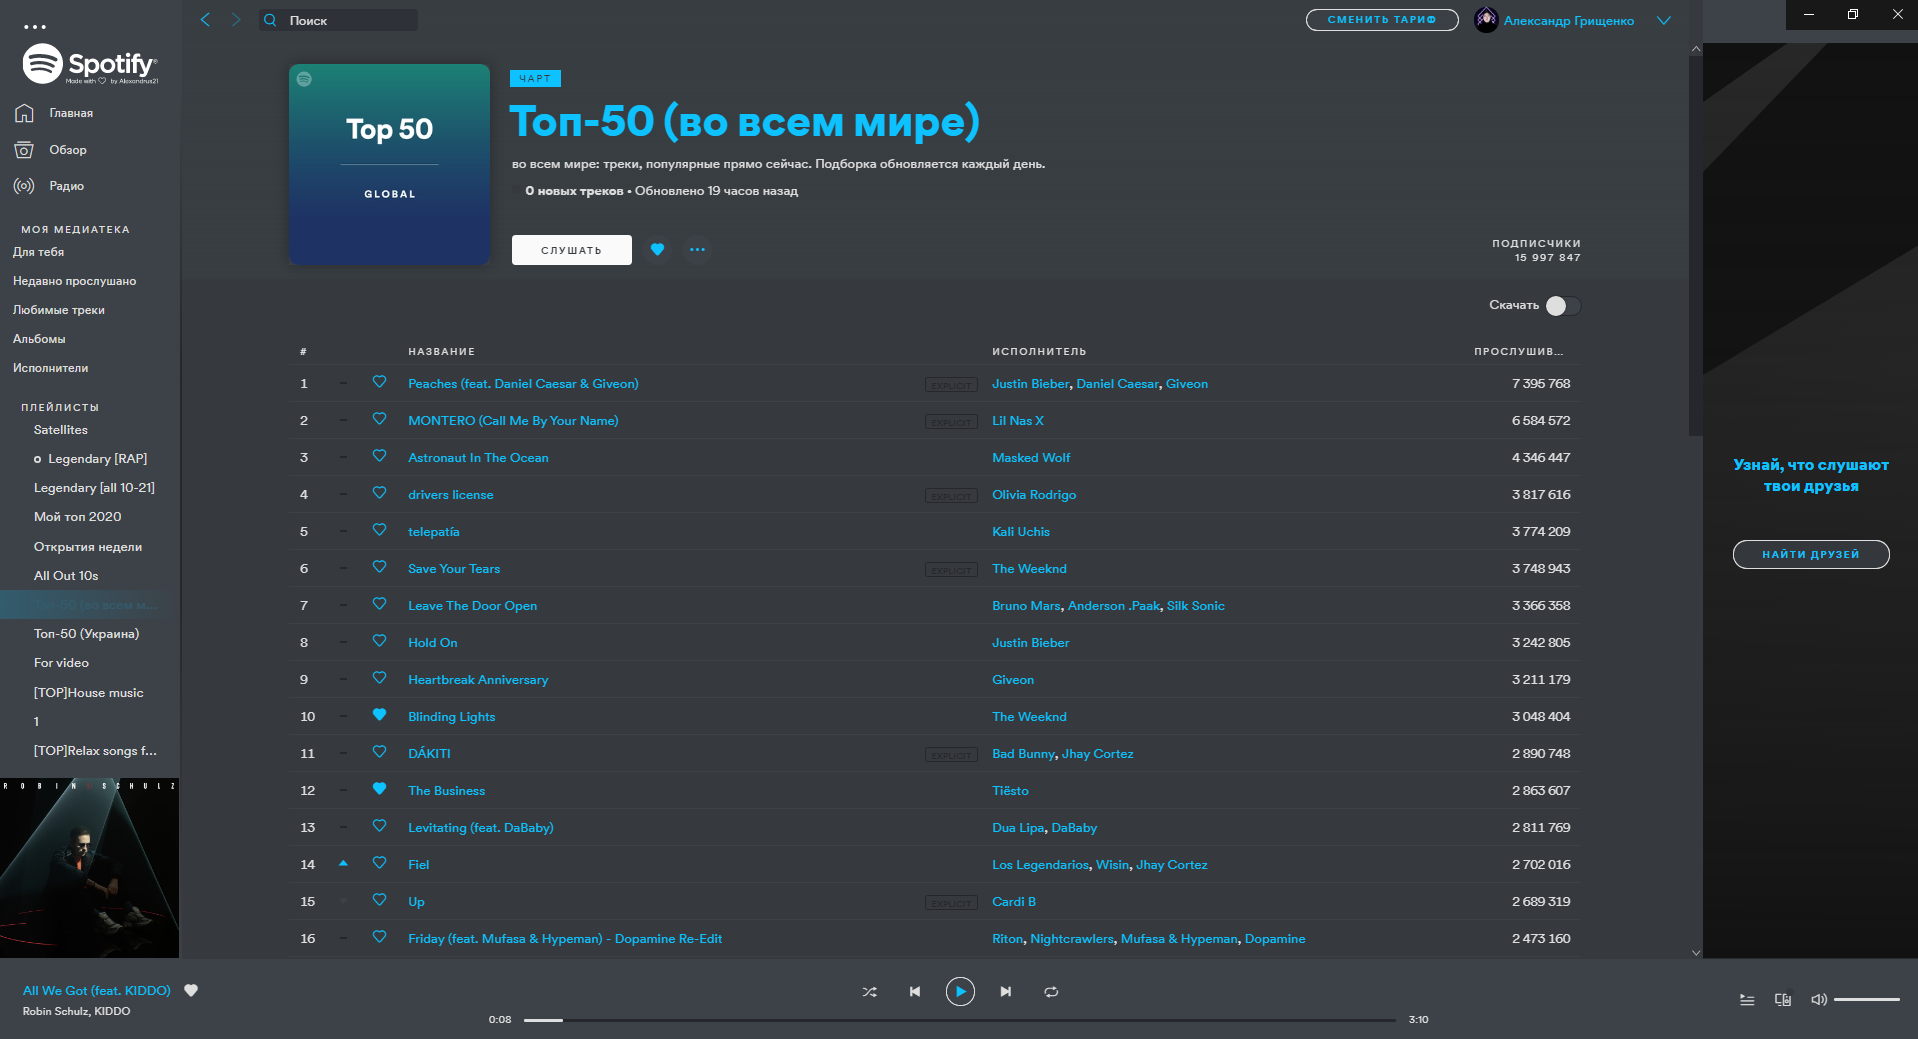 Поиск
СМЕНИТЬ ТАРИФ
Александр Грищенко
Spotify
Made with ♡ by Alexandrus21
Главная
Обзор
Радио
МОЯ МЕДИАТЕКА
Для тебя
Недавно прослушано
Любимые треки
Альбомы
Исполнители
ПЛЕЙЛИСТЫ
Satellites
Legendary [RAP]
Legendary [all 10-21]
Мой топ 2020
Открытия недели
All Out 10s
Топ-50 (во всем м...
Топ-50 (Украина)
For video
[TOP]House music
1
[TOP]Relax songs f...
ROBIN SCHULZ
Top 50
GLOBAL
ЧАРТ
Топ-50 (во всем мире)
во всем мире: треки, популярные прямо сейчас. Подборка обновляется каждый день.
0 новых треков • Обновлено 19 часов назад
СЛУШАТЬ
ПОДПИСЧИКИ
15 997 847
Скачать
# НАЗВАНИЕ ИСПОЛНИТЕЛЬ ПРОСЛУШИВ...
1 Peaches (feat. Daniel Caesar & Giveon) EXPLICIT Justin Bieber, Daniel Caesar, Giveon 7 395 768
2 MONTERO (Call Me By Your Name) EXPLICIT Lil Nas X 6 584 572
3 Astronaut In The Ocean Masked Wolf 4 346 447
4 drivers license EXPLICIT Olivia Rodrigo 3 817 616
5 telepatía Kali Uchis 3 774 209
6 Save Your Tears EXPLICIT The Weeknd 3 748 943
7 Leave The Door Open Bruno Mars, Anderson .Paak, Silk Sonic 3 366 358
8 Hold On Justin Bieber 3 242 805
9 Heartbreak Anniversary Giveon 3 211 179
10 Blinding Lights The Weeknd 3 048 404
11 DÁKITI EXPLICIT Bad Bunny, Jhay Cortez 2 890 748
12 The Business Tiësto 2 863 607
13 Levitating (feat. DaBaby) Dua Lipa, DaBaby 2 811 769
14 Fiel Los Legendarios, Wisin, Jhay Cortez 2 702 016
15 Up EXPLICIT Cardi B 2 689 319
16 Friday (feat. Mufasa & Hypeman) - Dopamine Re-Edit Riton, Nightcrawlers, Mufasa & Hypeman, Dopamine 2 473 160
Узнай, что слушают
твои друзья
НАЙТИ ДРУЗЕЙ
All We Got (feat. KIDDO)
Robin Schulz, KIDDO
0:08
3:10